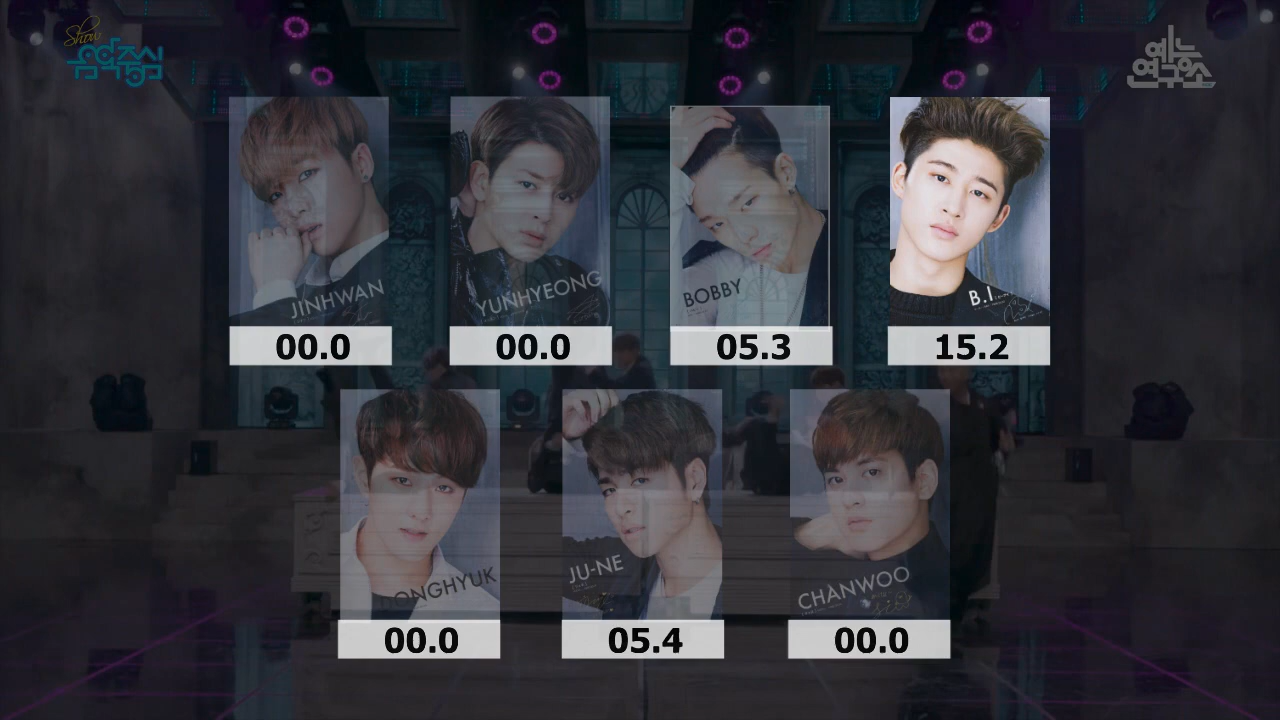 Show
음악중심
예능
연구소
JINHWAN
YUNHYEONG
BOBBY
B.I
00.0
00.0
05.3
15.2
DONGHYUK
JU-NE
CHANWOO
00.0
05.4
00.0